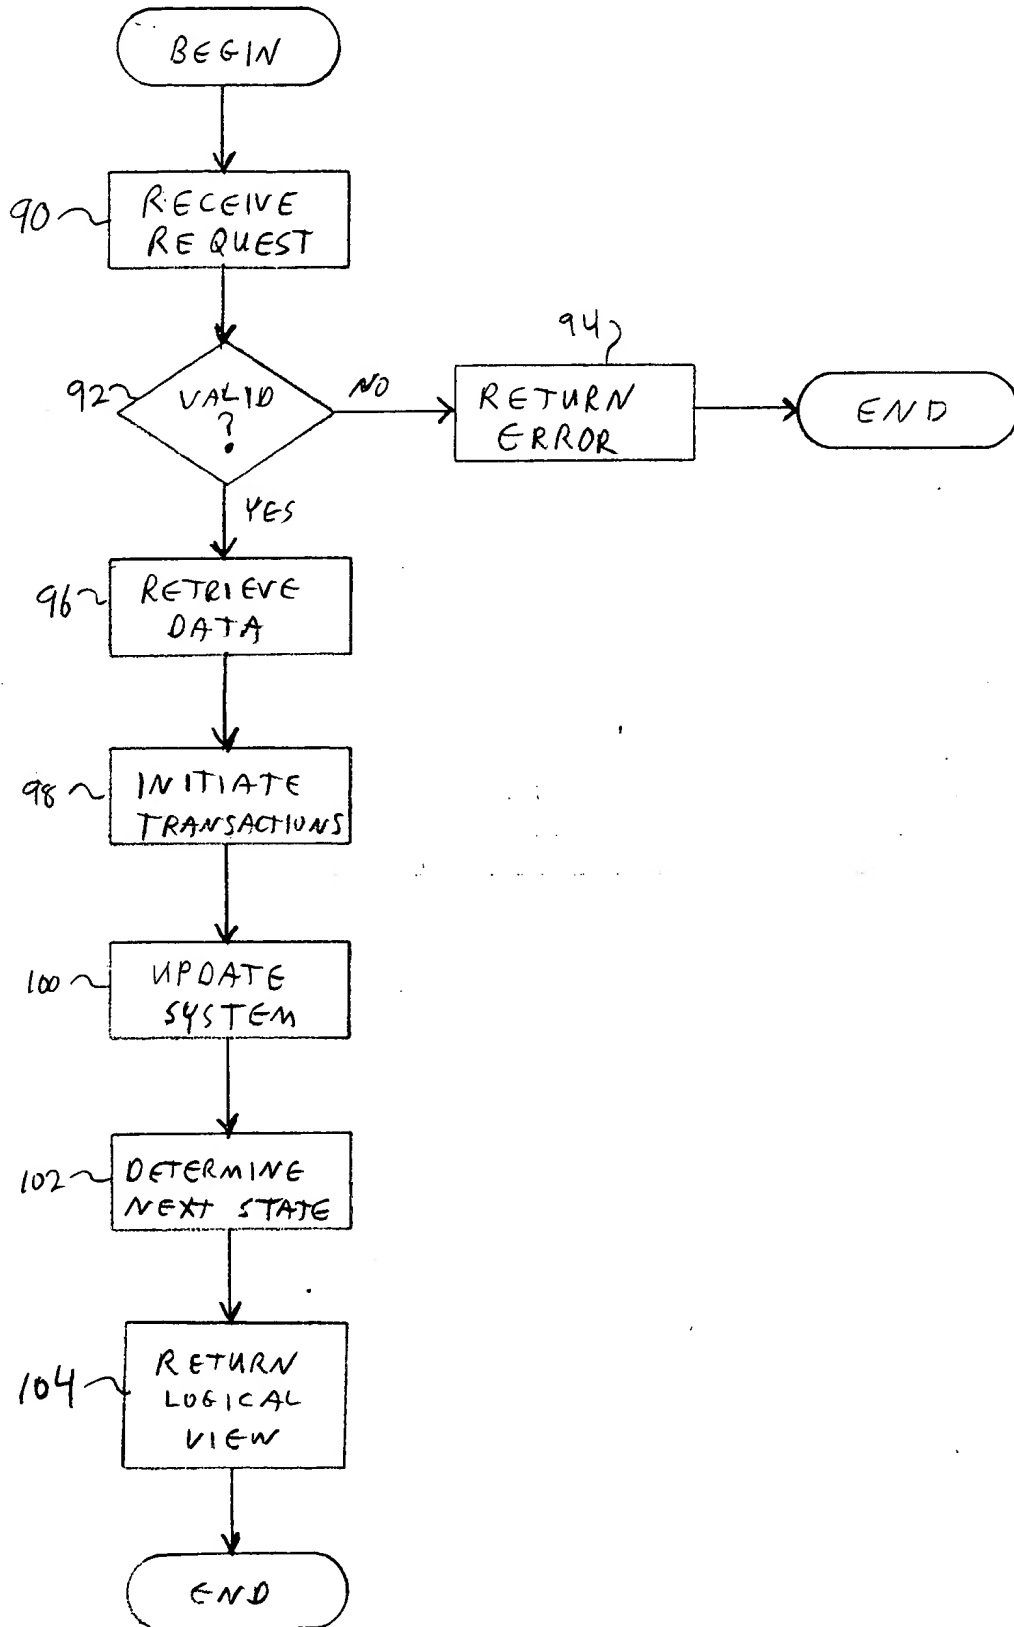 BEGIN
90
RECEIVE
REQUEST
92
VALID
?
NO
94
RETURN
ERROR
END
YES
96
RETRIEVE
DATA
98
INITIATE
TRANSACTIONS
100
UPDATE
SYSTEM
102
DETERMINE
NEXT STATE
104
RETURN
LOGICAL
VIEW
END